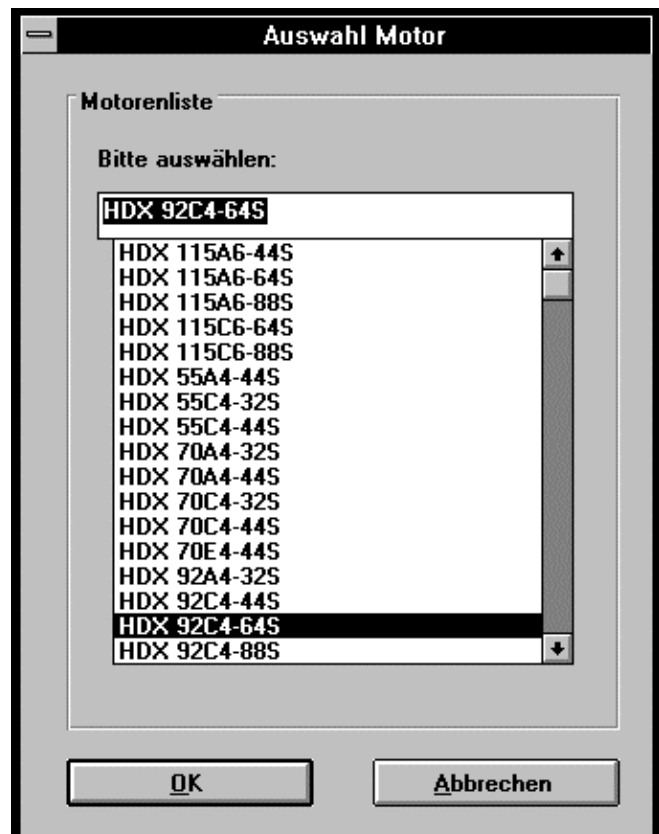 Auswahl Motor
Motorenliste
Bitte auswählen:
HDX 92C4-64S
HDX 115A6-44S
HDX 115A6-64S
HDX 115A6-88S
HDX 115C6-64S
HDX 115C6-88S
HDX 55A4-44S
HDX 55C4-32S
HDX 55C4-44S
HDX 70A4-32S
HDX 70A4-44S
HDX 70C4-32S
HDX 70C4-44S
HDX 70E4-44S
HDX 92A4-32S
HDX 92C4-44S
HDX 92C4-64S
HDX 92C4-88S
OK Abbrechen